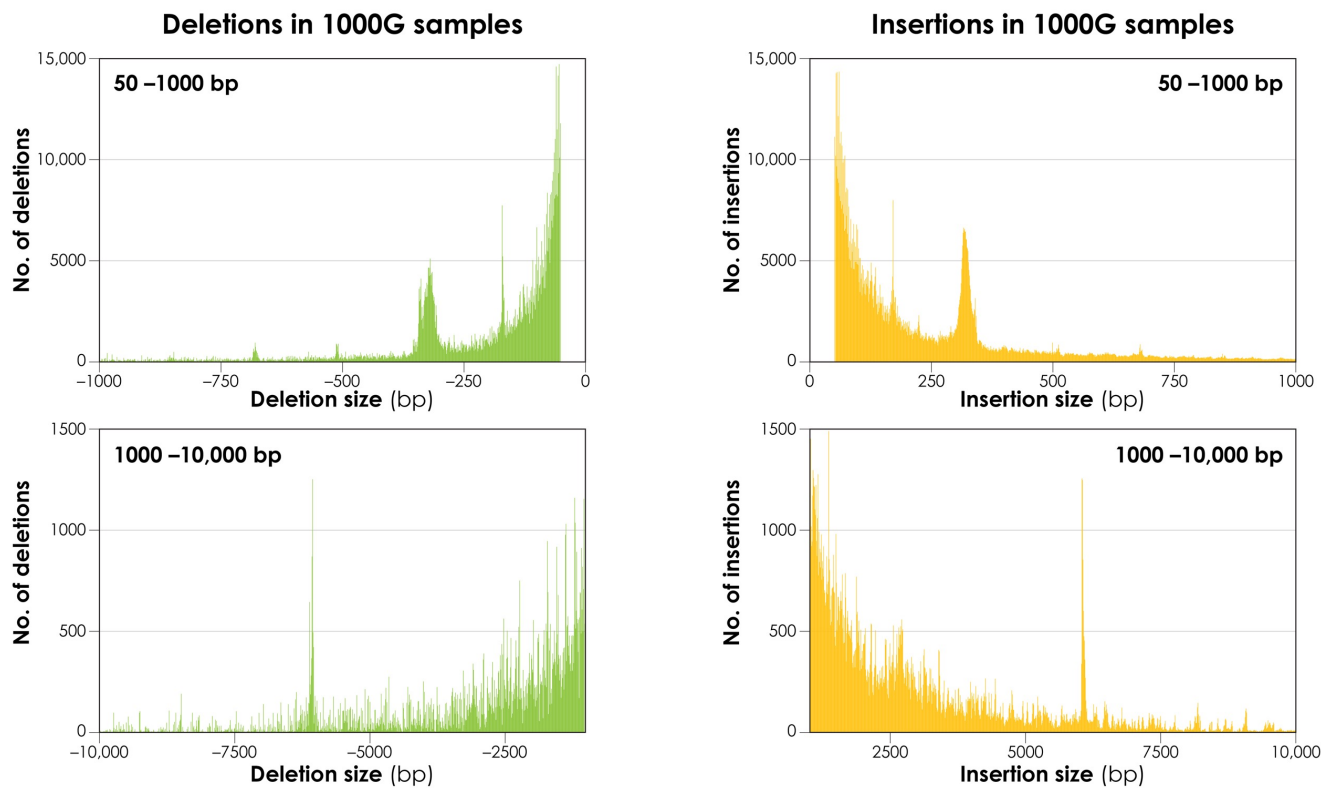 Deletions in 1000G samples
15,000
50 –1000 bp
10,000
5000
0
No. of deletions
–1000
–750
–500
–250
0
Deletion size (bp)
Insertions in 1000G samples
15,000
50 –1000 bp
10,000
5000
0
No. of insertions
0
250
500
750
1000
Insertion size (bp)
1500
1000 –10,000 bp
1000
500
0
No. of deletions
–10,000
–7500
–5000
–2500
Deletion size (bp)
1500
1000 –10,000 bp
1000
500
0
No. of insertions
2500
5000
7500
10,000
Insertion size (bp)